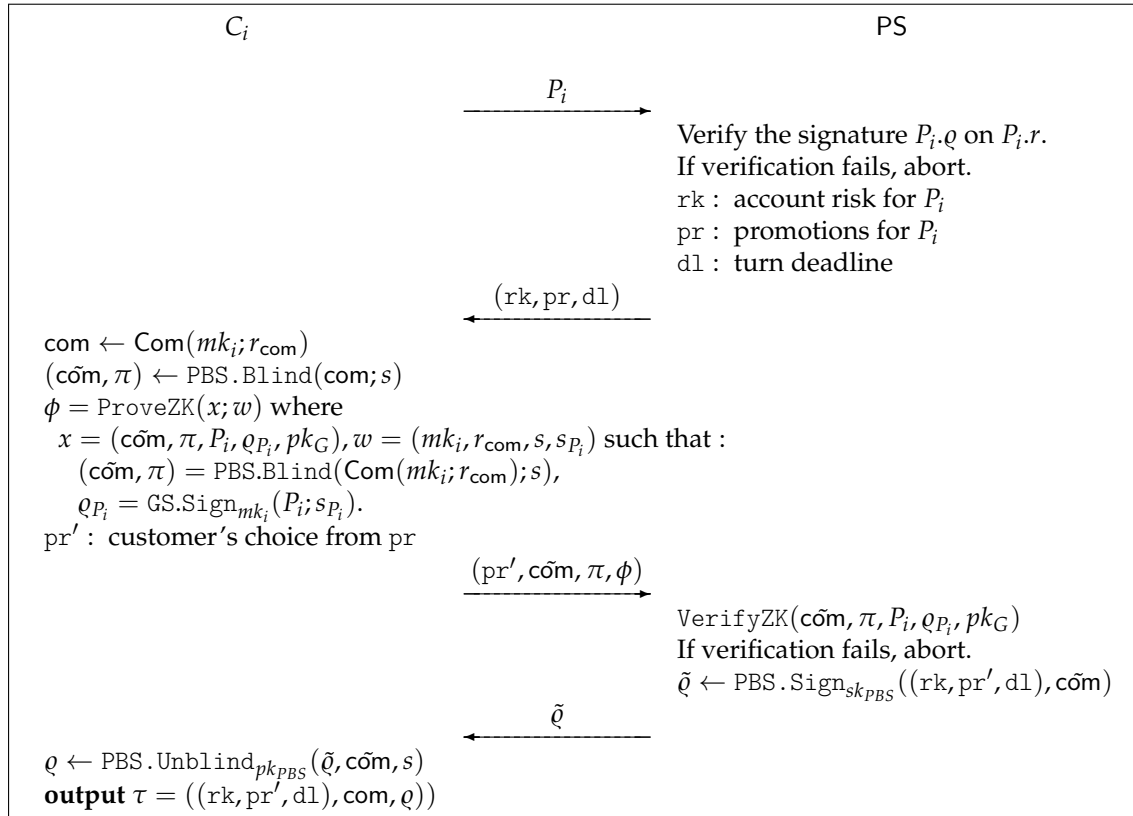 C_i PS
P_i
Verify the signature P_i.ϱ on P_i.r.
If verification fails, abort.
rk : account risk for P_i
pr : promotions for P_i
dl : turn deadline
(rk, pr, dl)
com ← Com(mk_i; r_com)
(cõm, π) ← PBS.Blind(com; s)
ϕ = ProveZK(x; w) where
x = (cõm, π, P_i, ϱ_{P_i}, pk_G), w = (mk_i, r_com, s, s_{P_i}) such that :
(cõm, π) = PBS.Blind(Com(mk_i; r_com); s),
ϱ_{P_i} = GS.Sign_{mk_i}(P_i; s_{P_i}).
pr′ : customer's choice from pr
(pr′, cõm, π, ϕ)
VerifyZK(cõm, π, P_i, ϱ_{P_i}, pk_G)
If verification fails, abort.
ϱ̃ ← PBS.Sign_{sk_{PBS}}((rk, pr′, dl), cõm)
ϱ̃
ϱ ← PBS.Unblind_{pk_{PBS}}(ϱ̃, cõm, s)
output τ = ((rk, pr′, dl), com, ϱ))